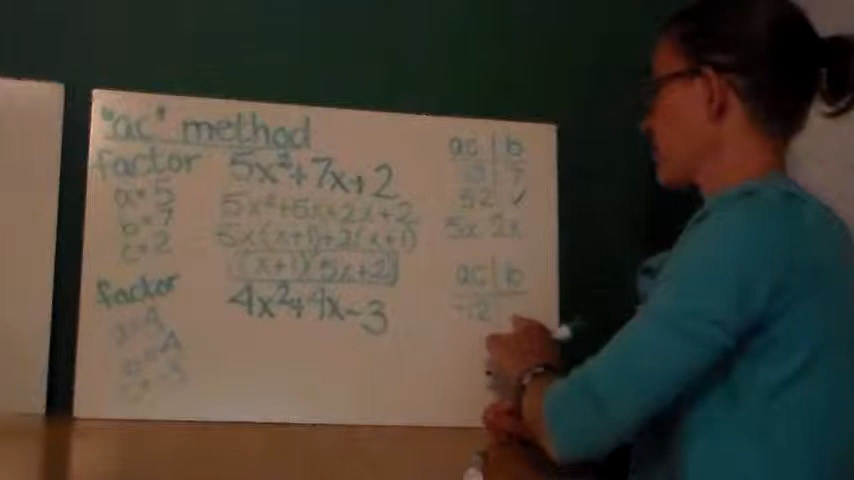 "ac" method
factor 5x²+7x+2
a=5
b=7
c=2
5x²+5x+2x+2
5x(x+1)+2(x+1)
(x+1)(5x+2)
ac b
10 7
5 2 ✓
5x 2x
factor 4x²+4x-3
a=4
b=4
c=-3
ac b
-12